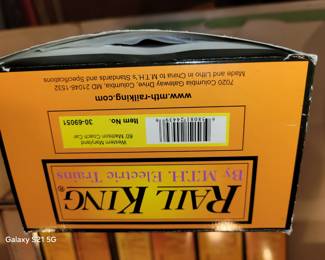 RAIL KING®
By M.T.H. Electric Trains
Western Maryland
60' Madison Coach Car
Item No. 30-69051
www.mth-railking.com
7020 Columbia Gateway Drive, Columbia, MD 21046-1532
Made and Litho in China to M.T.H.'s Standards and Specifications
Galaxy S21 5G